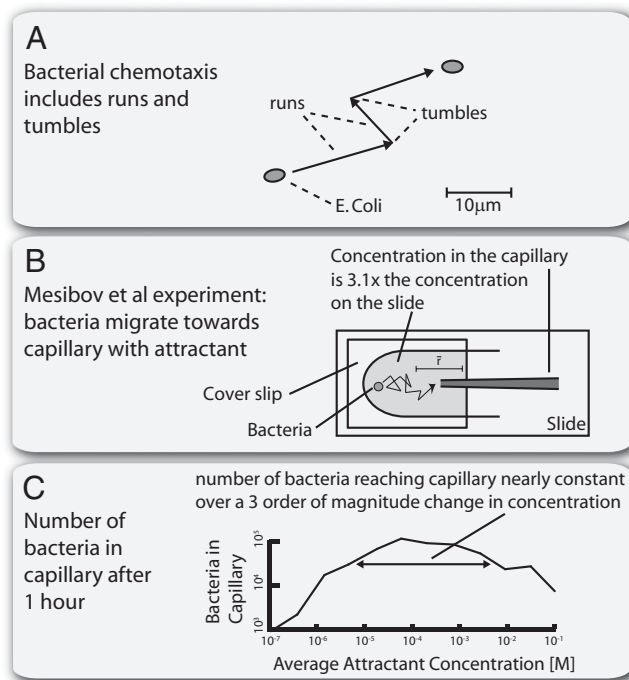 A
Bacterial chemotaxis
includes runs and
tumbles
runs
tumbles
E. Coli
10μm
B
Mesibov et al experiment:
bacteria migrate towards
capillary with attractant
Concentration in the capillary
is 3.1x the concentration
on the slide
r̄
Cover slip
Bacteria
Slide
C
Number of
bacteria in
capillary after
1 hour
number of bacteria reaching capillary nearly constant
over a 3 order of magnitude change in concentration
Bacteria in
Capillary
10⁵
10⁴
10³
10⁻⁷ 10⁻⁶ 10⁻⁵ 10⁻⁴ 10⁻³ 10⁻² 10⁻¹
Average Attractant Concentration [M]